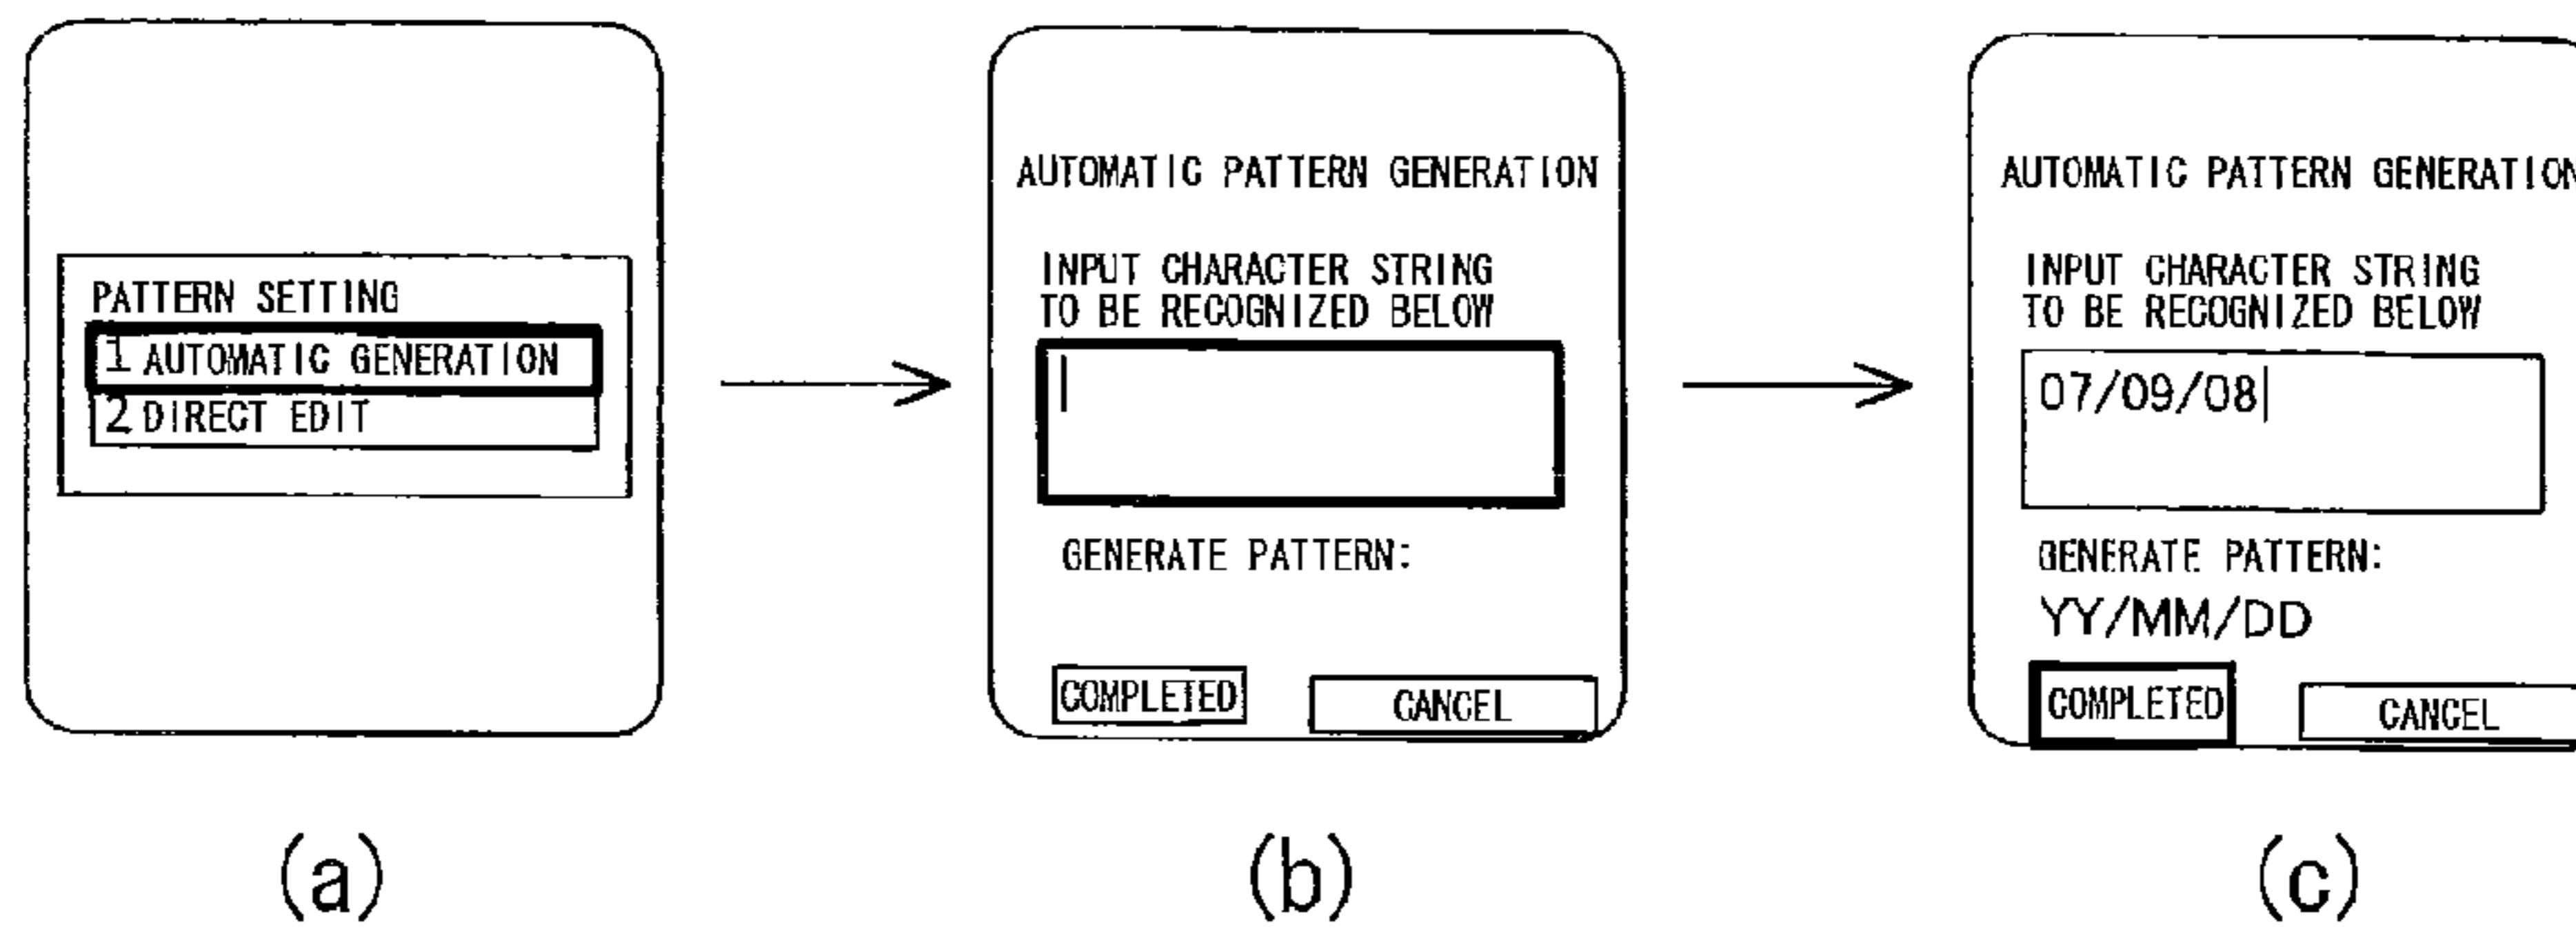 PATTERN SETTING
1 AUTOMATIC GENERATION
2 DIRECT EDIT
(a)
AUTOMATIC PATTERN GENERATION
INPUT CHARACTER STRING
TO BE RECOGNIZED BELOW
GENERATE PATTERN:
COMPLETED
CANCEL
(b)
AUTOMATIC PATTERN GENERATION
INPUT CHARACTER STRING
TO BE RECOGNIZED BELOW
07/09/08
GENERATE PATTERN:
YY/MM/DD
COMPLETED
CANCEL
(c)